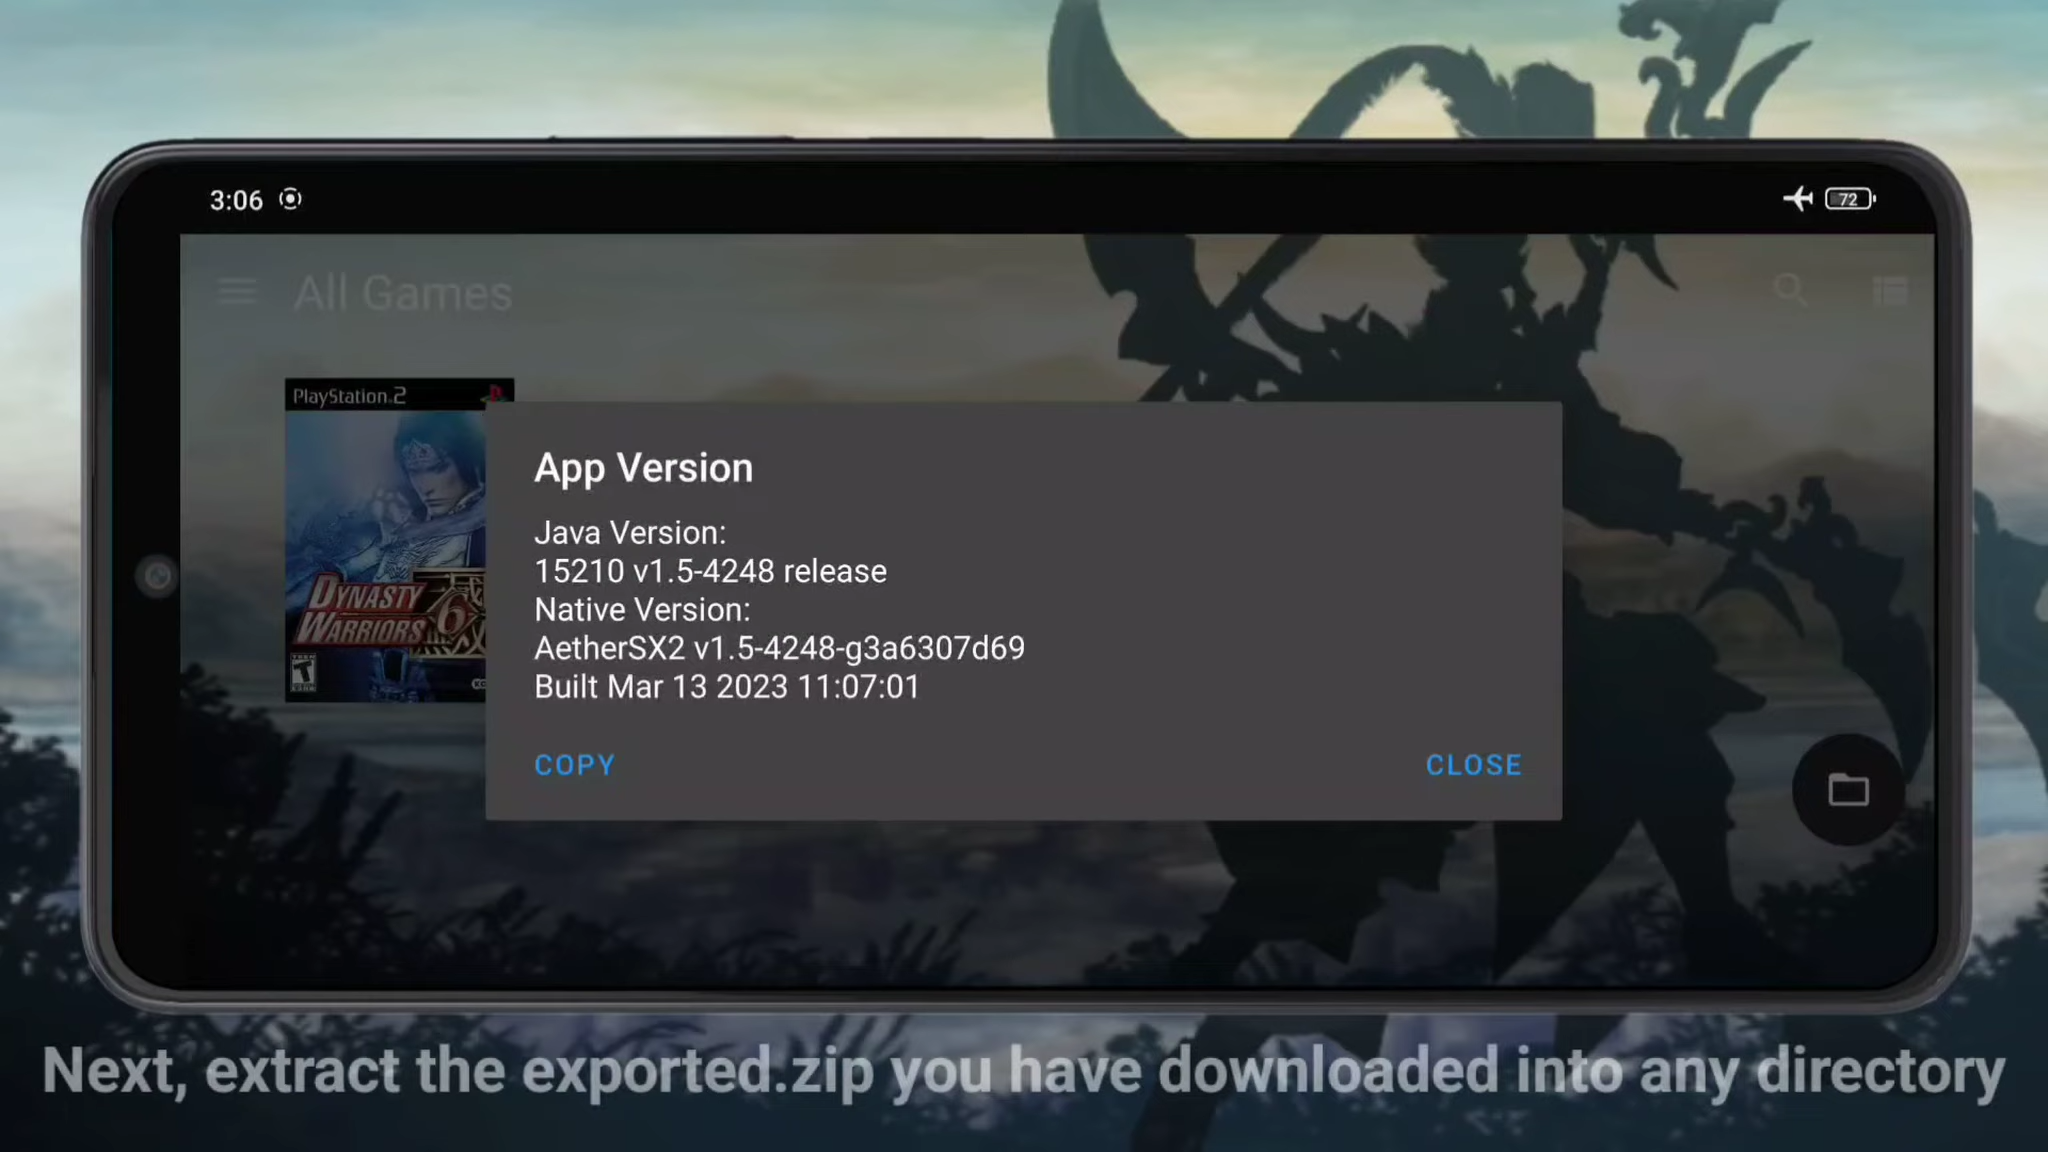 3:06
72
All Games
PlayStation.2
DYNASTY
WARRIORS
6
TEEN
T
App Version
Java Version:
15210 v1.5-4248 release
Native Version:
AetherSX2 v1.5-4248-g3a6307d69
Built Mar 13 2023 11:07:01
COPY
CLOSE
Next, extract the exported.zip you have downloaded into any directory